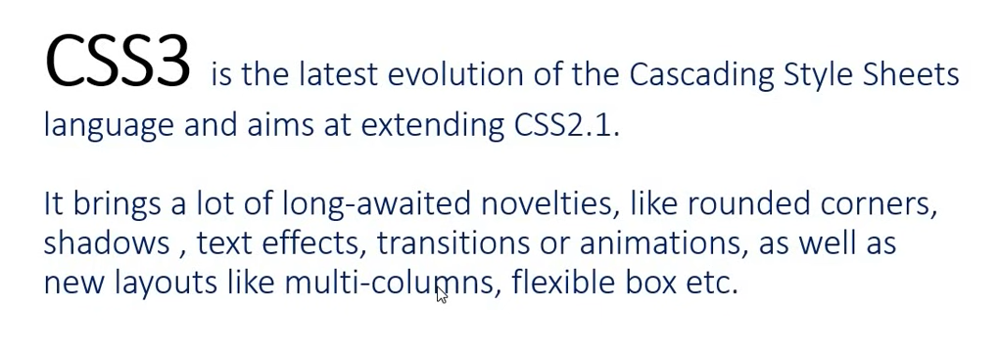 CSS3 is the latest evolution of the Cascading Style Sheets
language and aims at extending CSS2.1.
It brings a lot of long-awaited novelties, like rounded corners,
shadows , text effects, transitions or animations, as well as
new layouts like multi-columns, flexible box etc.